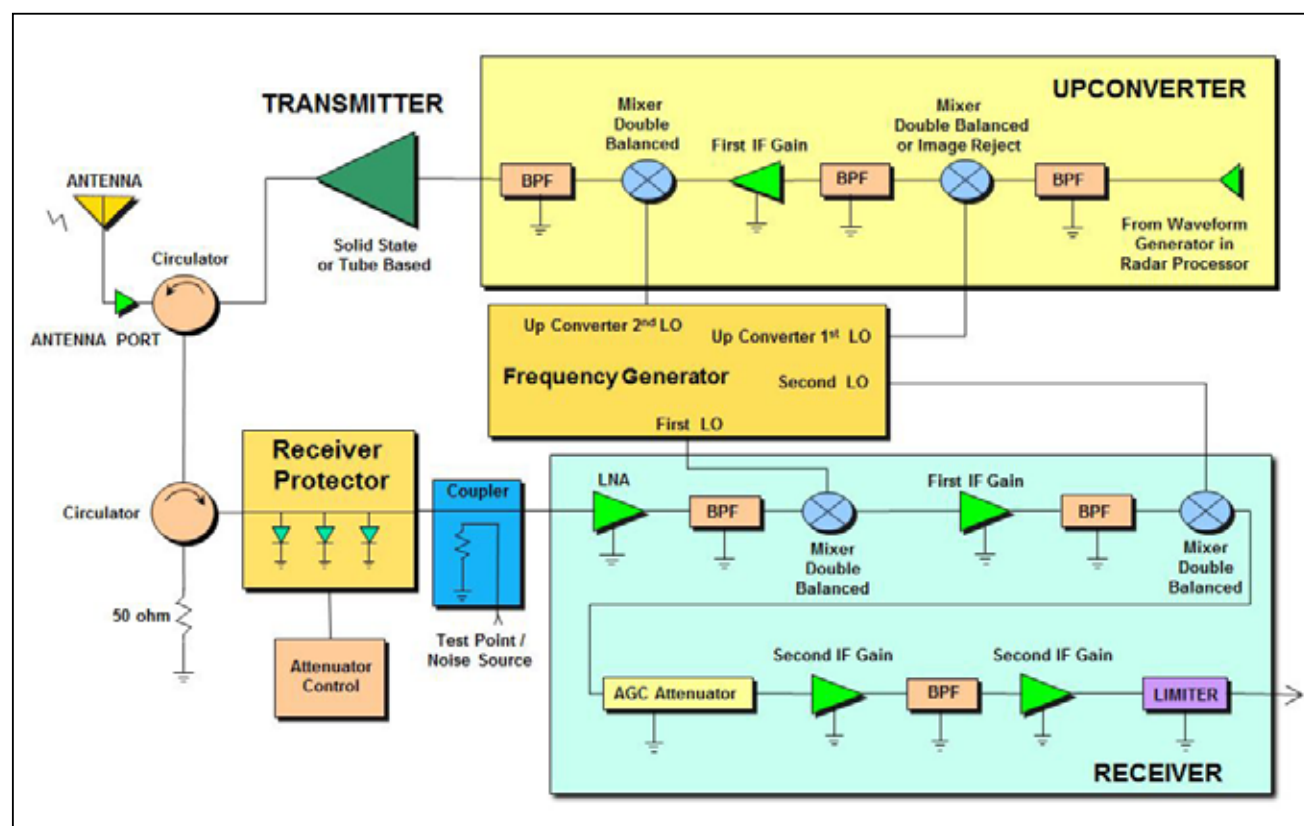 UPCONVERTER
TRANSMITTER
Mixer
Double
Balanced
Mixer
Double Balanced
or Image Reject
First IF Gain
BPF
BPF
BPF
ANTENNA
Solid State
or Tube Based
From Waveform
Generator in
Radar Processor
Circulator
ANTENNA PORT
Up Converter 2nd LO
Up Converter 1st LO
Frequency Generator
Second LO
First LO
Receiver
Protector
Circulator
Coupler
LNA
BPF
Mixer
Double
Balanced
First IF Gain
BPF
Mixer
Double
Balanced
50 ohm
Test Point /
Noise Source
Attenuator
Control
AGC Attenuator
Second IF Gain
BPF
Second IF Gain
LIMITER
RECEIVER